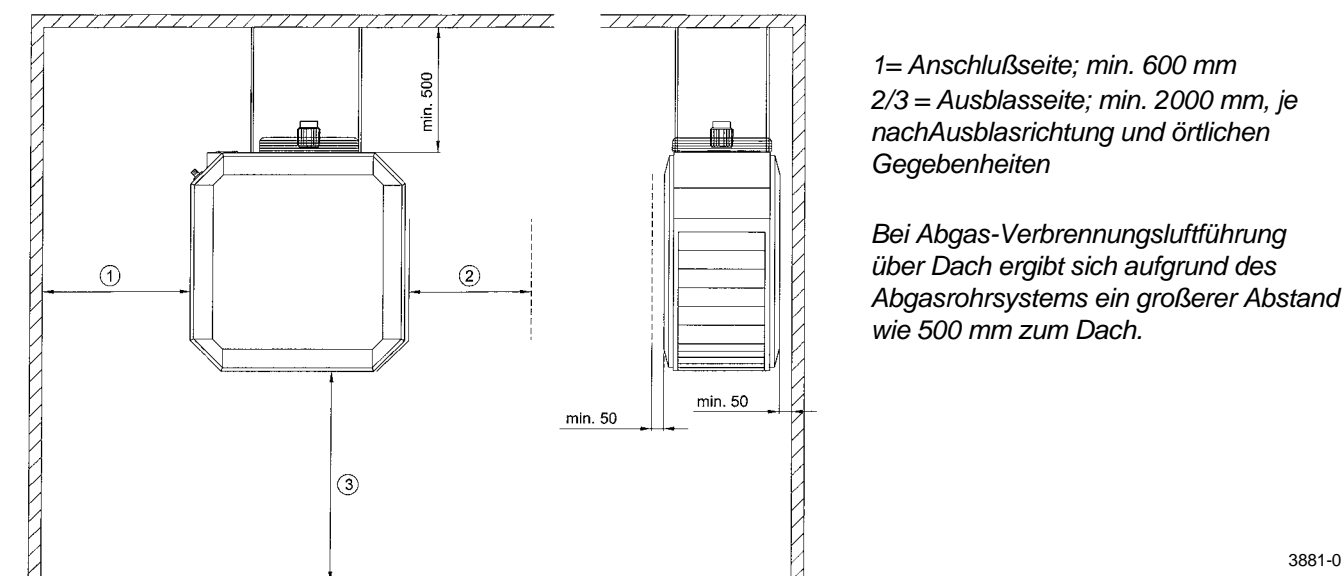 min. 500
1
2
3
min. 50
min. 50
1= Anschlußseite; min. 600 mm
2/3 = Ausblasseite; min. 2000 mm, je
nachAusblasrichtung und örtlichen
Gegebenheiten
Bei Abgas-Verbrennungsluftführung
über Dach ergibt sich aufgrund des
Abgasrohrsystems ein großerer Abstand
wie 500 mm zum Dach.
3881-0